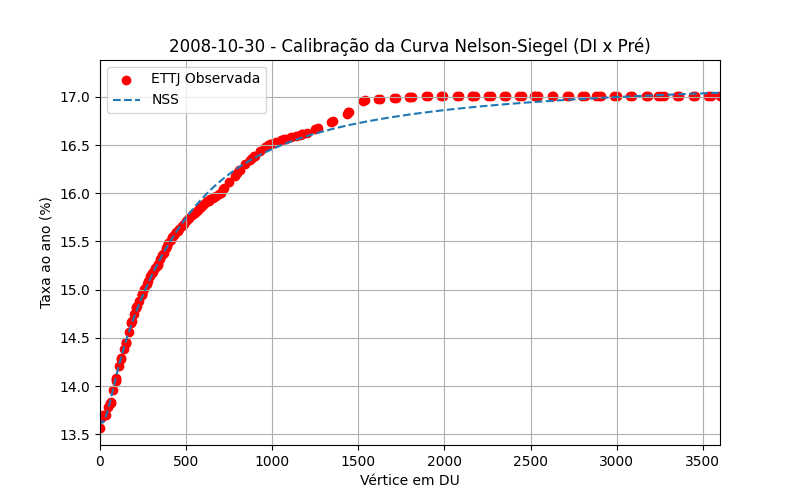 2008-10-30 - Calibração da Curva Nelson-Siegel (DI x Pré)
ETTJ Observada
NSS
Taxa ao ano (%)
17.0
16.5
16.0
15.5
15.0
14.5
14.0
13.5
0 500 1000 1500 2000 2500 3000 3500
Vértice em DU